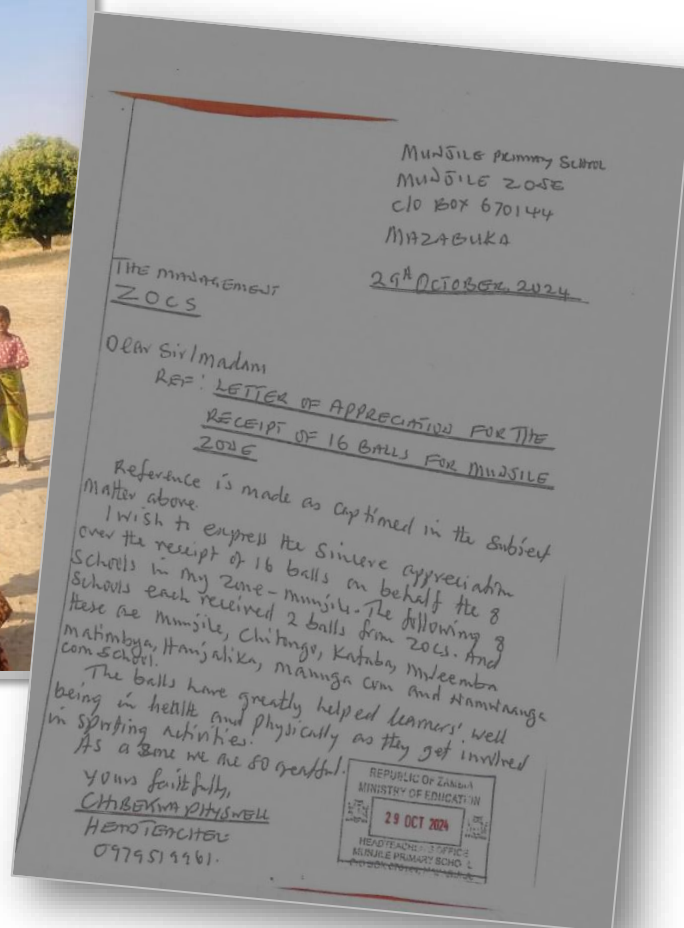 MUNJILE PRIMARY SCHOOL
MUNJILE ZONE
C/O BOX 670144
MAZABUKA
29th OCTOBER 2024
THE MANAGEMENT
ZOCS
Dear Sir/madam
REF: LETTER OF APPRECIATION FOR THE
RECEIPT OF 16 BALLS FOR MUNJILE
ZONE
Reference is made as captioned in the Subject
Matter above.
I wish to express the sincere appreciation
over the receipt of 16 balls on behalf the 8
Schools in my Zone-Munjile. The following 8
Schools each received 2 balls from ZOCS. And
these are Munjile, Chitongo, Kataba, Muleemba
matimbya, Hanjalika, manunga com and Namwaanga
com School.
The balls have greatly helped learners' well
being in health and physically as they get involved
in sporting activities.
As a Zone we are so grateful.
Yours faithfully,
CHIBEKWA PHYSWELL
HEADTEACHER
0979519961.
REPUBLIC OF ZAMBIA
MINISTRY OF EDUCATION
29 OCT 2024
HEADTEACHER'S OFFICE
MUNJILE PRIMARY SCHOOL